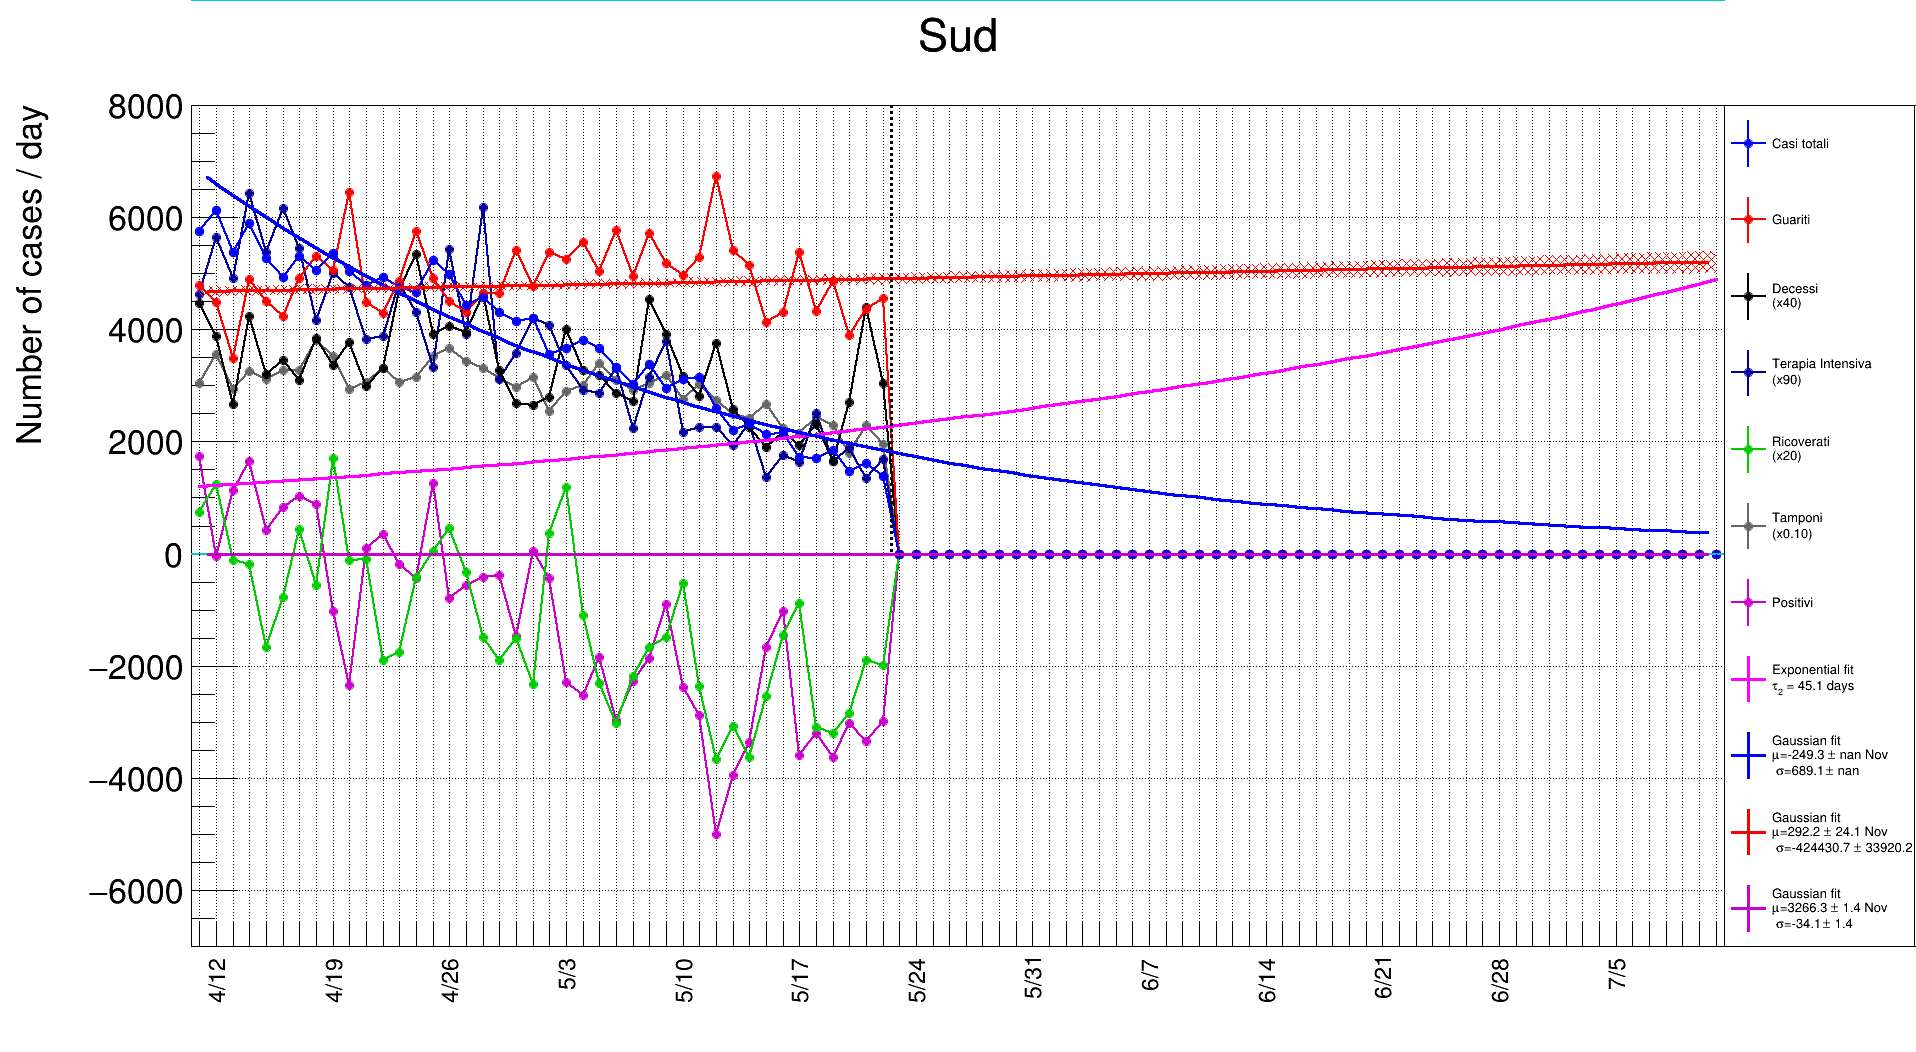 Sud
Number of cases / day
8000
6000
4000
2000
0
−2000
−4000
−6000
4/12
4/19
4/26
5/3
5/10
5/17
5/24
5/31
6/7
6/14
6/21
6/28
7/5
Casi totali
Guariti
Decessi
(x40)
Terapia Intensiva
(x90)
Ricoverati
(x20)
Tamponi
(x0.10)
Positivi
Exponential fit
τ2 = 45.1 days
Gaussian fit
μ=-249.3 ± nan Nov
σ=689.1 ± nan
Gaussian fit
μ=292.2 ± 24.1 Nov
σ=-424430.7 ± 33920.2
Gaussian fit
μ=3266.3 ± 1.4 Nov
σ=-34.1 ± 1.4